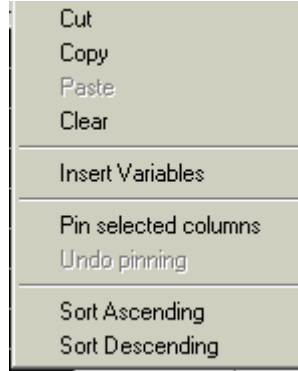 Cut
Copy
Paste
Clear
Insert Variables
Pin selected columns
Undo pinning
Sort Ascending
Sort Descending